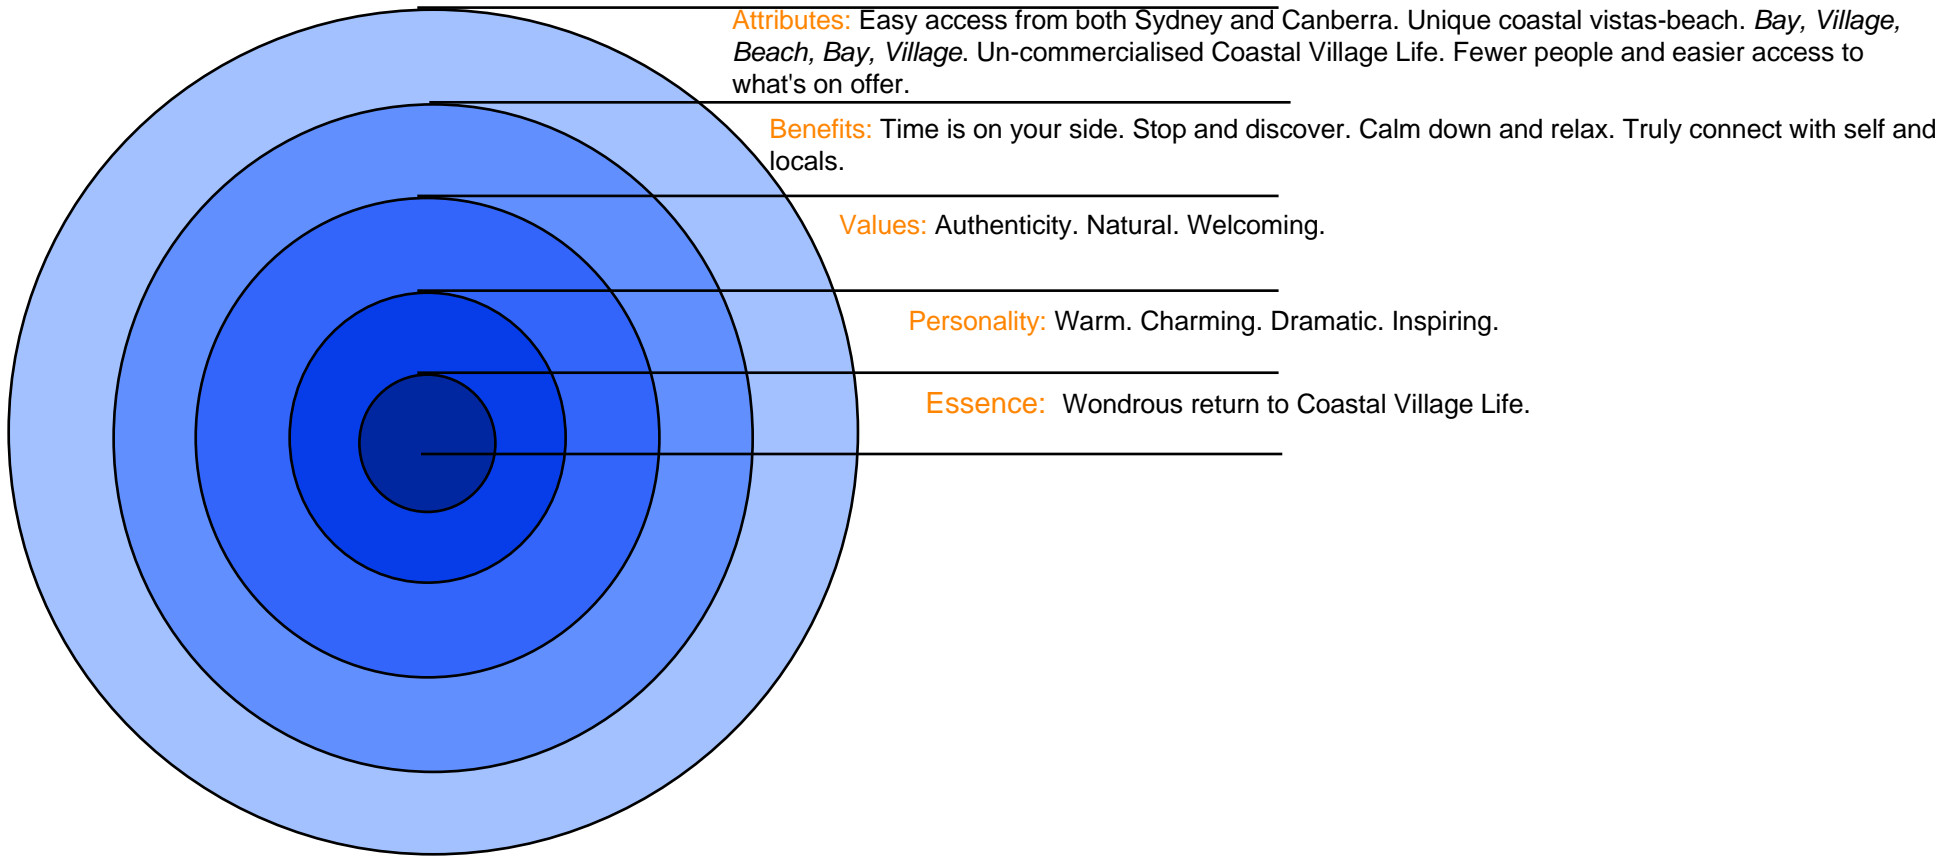 Attributes: Easy access from both Sydney and Canberra. Unique coastal vistas-beach. Bay, Village,
Beach, Bay, Village. Un-commercialised Coastal Village Life. Fewer people and easier access to
what's on offer.
Benefits: Time is on your side. Stop and discover. Calm down and relax. Truly connect with self and
locals.
Values: Authenticity. Natural. Welcoming.
Personality: Warm. Charming. Dramatic. Inspiring.
Essence: Wondrous return to Coastal Village Life.